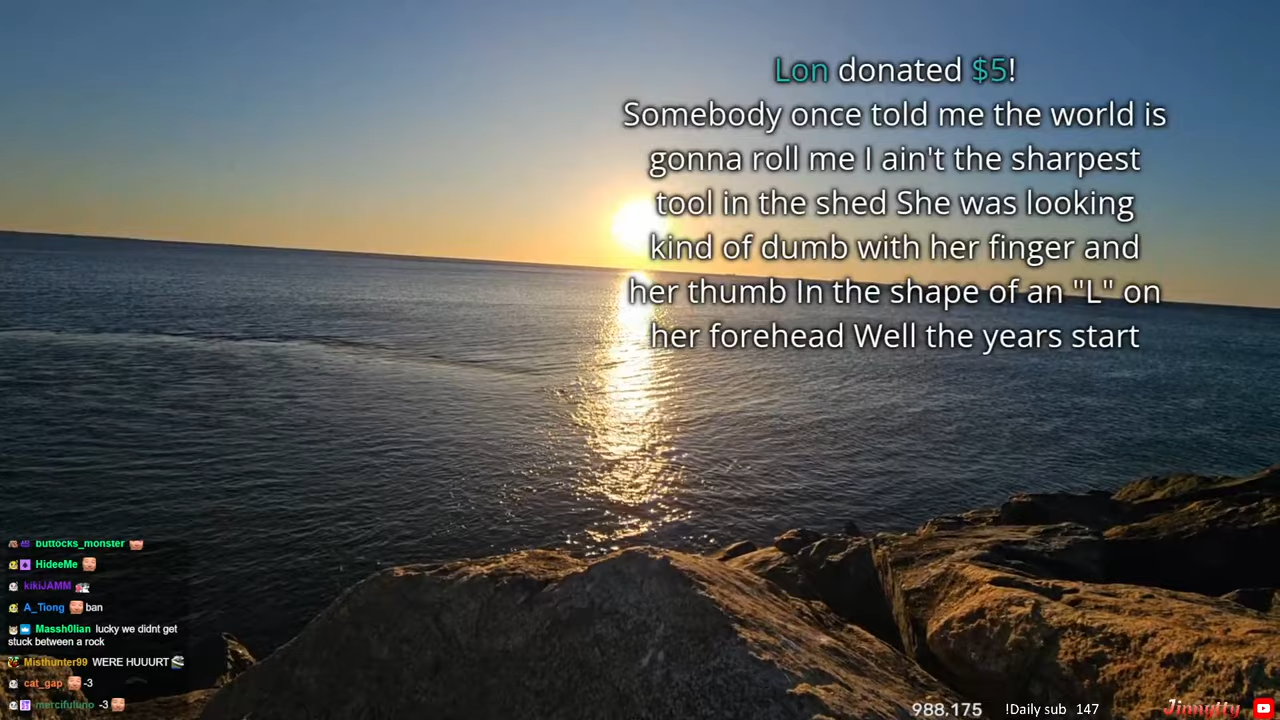 Lon donated $5!
Somebody once told me the world is
gonna roll me I ain't the sharpest
tool in the shed She was looking
kind of dumb with her finger and
her thumb In the shape of an "L" on
her forehead Well the years start
buttocks_monster
HideeMe
kikiJAMM
A_Tiong ban
Massh0lian lucky we didnt get
stuck between a rock
Misthunter99 WERE HUUURT
cat_gap -3
mercifuluno -3
988,175 !Daily sub 147 Jinnytty